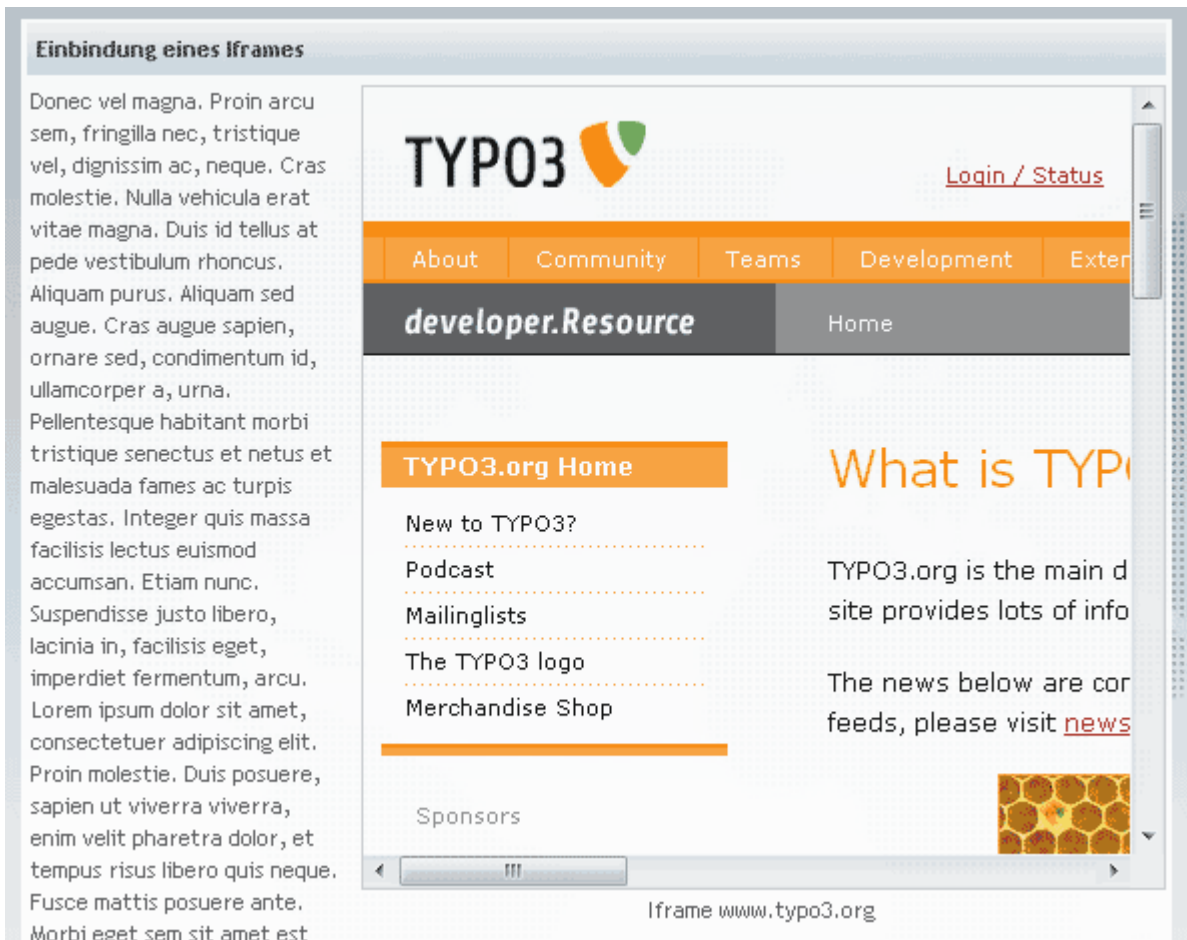 Einbindung eines Iframes
Donec vel magna. Proin arcu
sem, fringilla nec, tristique
vel, dignissim ac, neque. Cras
molestie. Nulla vehicula erat
vitae magna. Duis id tellus at
pede vestibulum rhoncus.
Aliquam purus. Aliquam sed
augue. Cras augue sapien,
ornare sed, condimentum id,
ullamcorper a, urna.
Pellentesque habitant morbi
tristique senectus et netus et
malesuada fames ac turpis
egestas. Integer quis massa
facilisis lectus euismod
accumsan. Etiam nunc.
Suspendisse justo libero,
lacinia in, facilisis eget,
imperdiet fermentum, arcu.
Lorem ipsum dolor sit amet,
consectetuer adipiscing elit.
Proin molestie. Duis posuere,
sapien ut viverra viverra,
enim velit pharetra dolor, et
tempus risus libero quis neque.
Fusce mattis posuere ante.
Morbi eget sem sit amet est
TYPO3
Login / Status
About Community Teams Development Exter
developer.Resource Home
TYPO3.org Home
New to TYPO3?
Podcast
Mailinglists
The TYPO3 logo
Merchandise Shop
Sponsors
What is TYPO
TYPO3.org is the main d
site provides lots of info
The news below are cor
feeds, please visit news
Iframe www.typo3.org